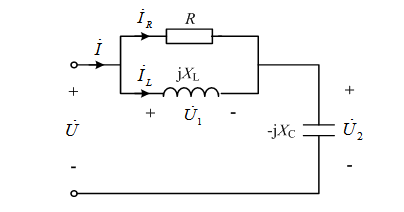 İ_R
R
İ
İ_L
jX_L
+ U̇_1 -
+
U̇
-
-jX_C
+
U̇_2
-